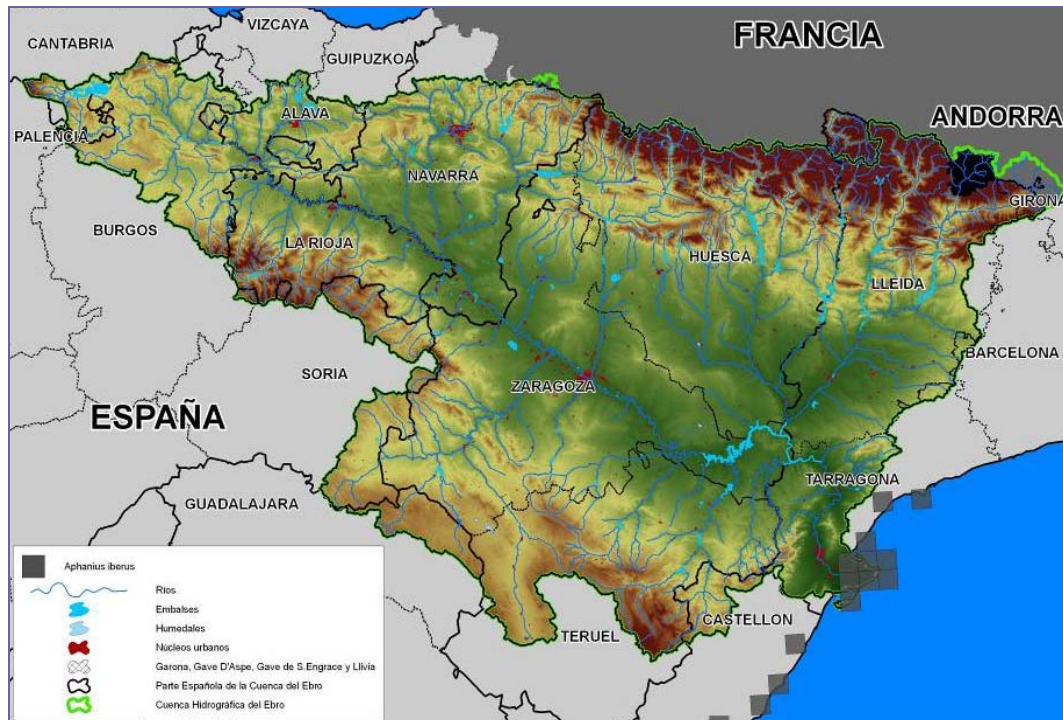 VIZCAYA
CANTABRIA
FRANCIA
GUIPUZKOA
ALAVA
ANDORRA
PALENCIA
NAVARRA
GIRONA
BURGOS
LA RIOJA
HUESCA
LLEIDA
BARCELONA
SORIA
ZARAGOZA
ESPAÑA
TARRAGONA
GUADALAJARA
CASTELLON
TERUEL
Aphanius iberus
Rios
Embalses
Humedales
Núcleos urbanos
Garona, Gave D'Aspe, Gave de S.Engrace y Llivia
Parte Española de la Cuenca del Ebro
Cuenca Hidrográfica del Ebro